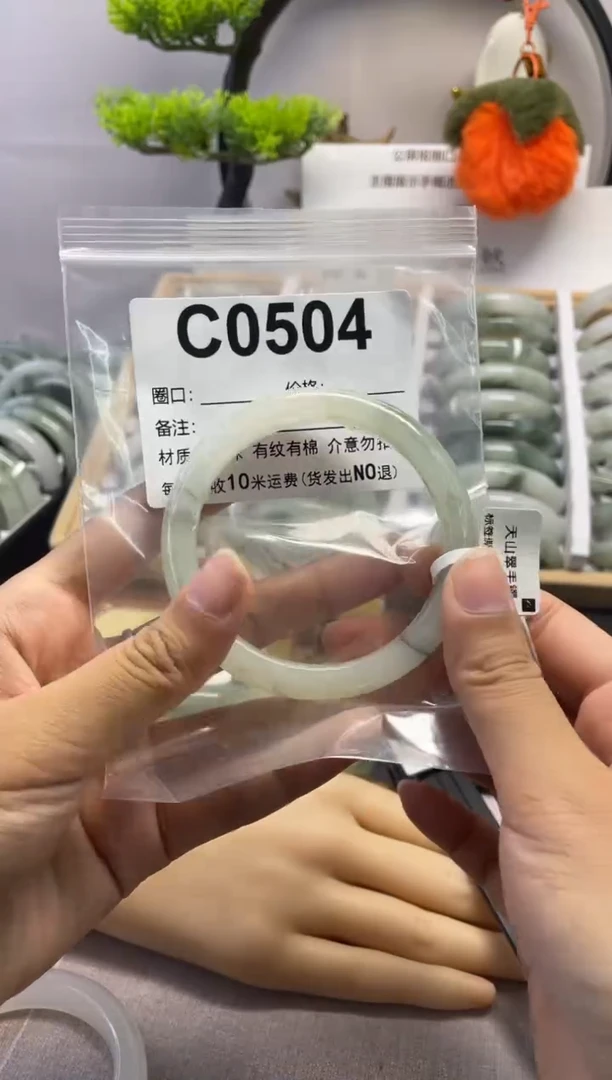 C0504
圈口：
价格：
备注：
材质 有纹有棉 介意勿拍
每 收10米运费(货发出NO退)
天山翠手镯